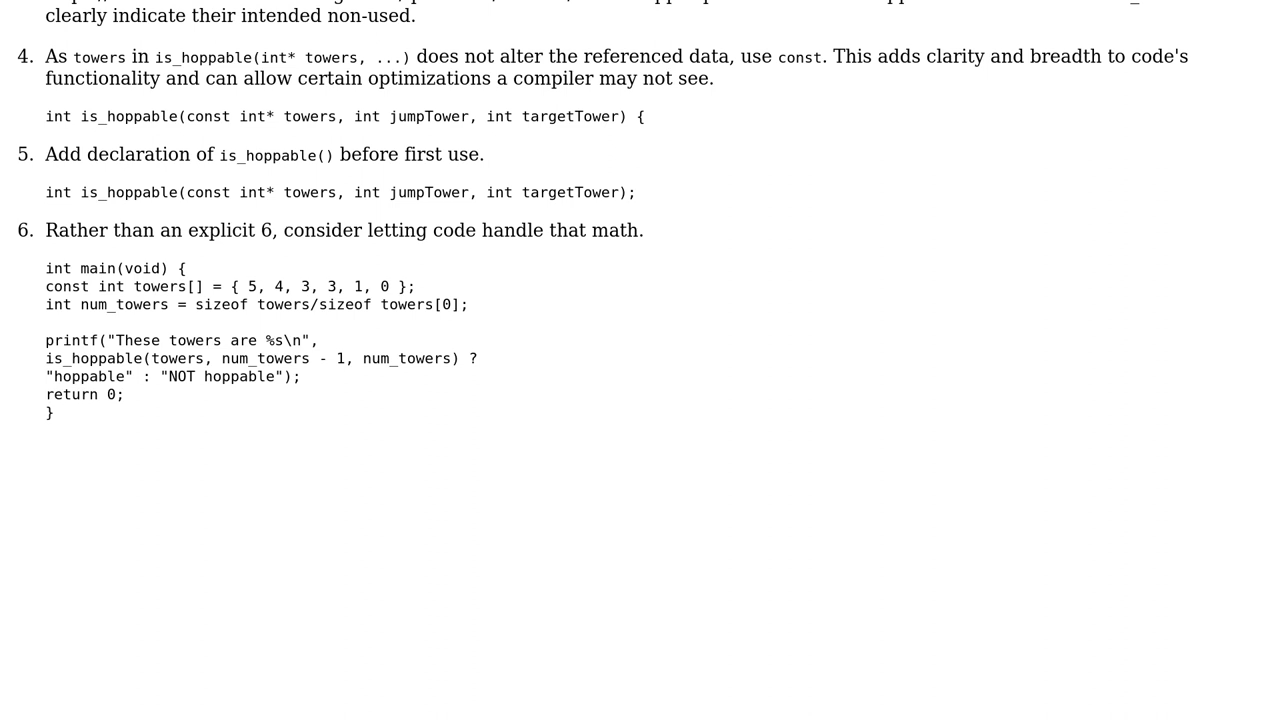 clearly indicate their intended non-used.
4. As towers in is_hoppable(int* towers, ...) does not alter the referenced data, use const. This adds clarity and breadth to code's
functionality and can allow certain optimizations a compiler may not see.
int is_hoppable(const int* towers, int jumpTower, int targetTower) {
5. Add declaration of is_hoppable() before first use.
int is_hoppable(const int* towers, int jumpTower, int targetTower);
6. Rather than an explicit 6, consider letting code handle that math.
int main(void) {
const int towers[] = { 5, 4, 3, 3, 1, 0 };
int num_towers = sizeof towers/sizeof towers[0];
printf("These towers are %s\n",
is_hoppable(towers, num_towers - 1, num_towers) ?
"hoppable" : "NOT hoppable");
return 0;
}